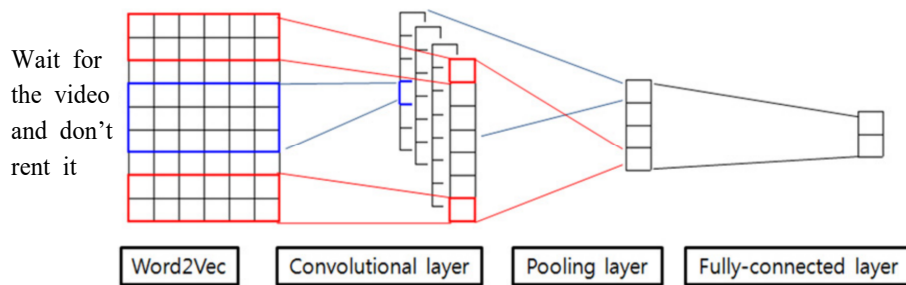 Wait for
the video
and don't
rent it
Word2Vec
Convolutional layer
Pooling layer
Fully-connected layer